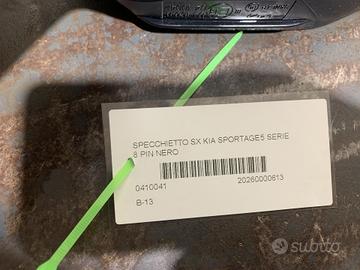 SPECCHIETTO SX KIA SPORTAGE5 SERIE
8 PIN NERO
0410041 20260000613
B-13
subito